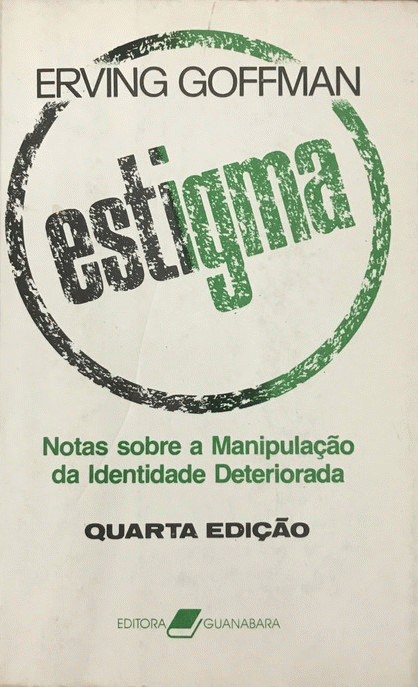 ERVING GOFFMAN
estigma
Notas sobre a Manipulação
da Identidade Deteriorada
QUARTA EDIÇÃO
EDITORA GUANABARA